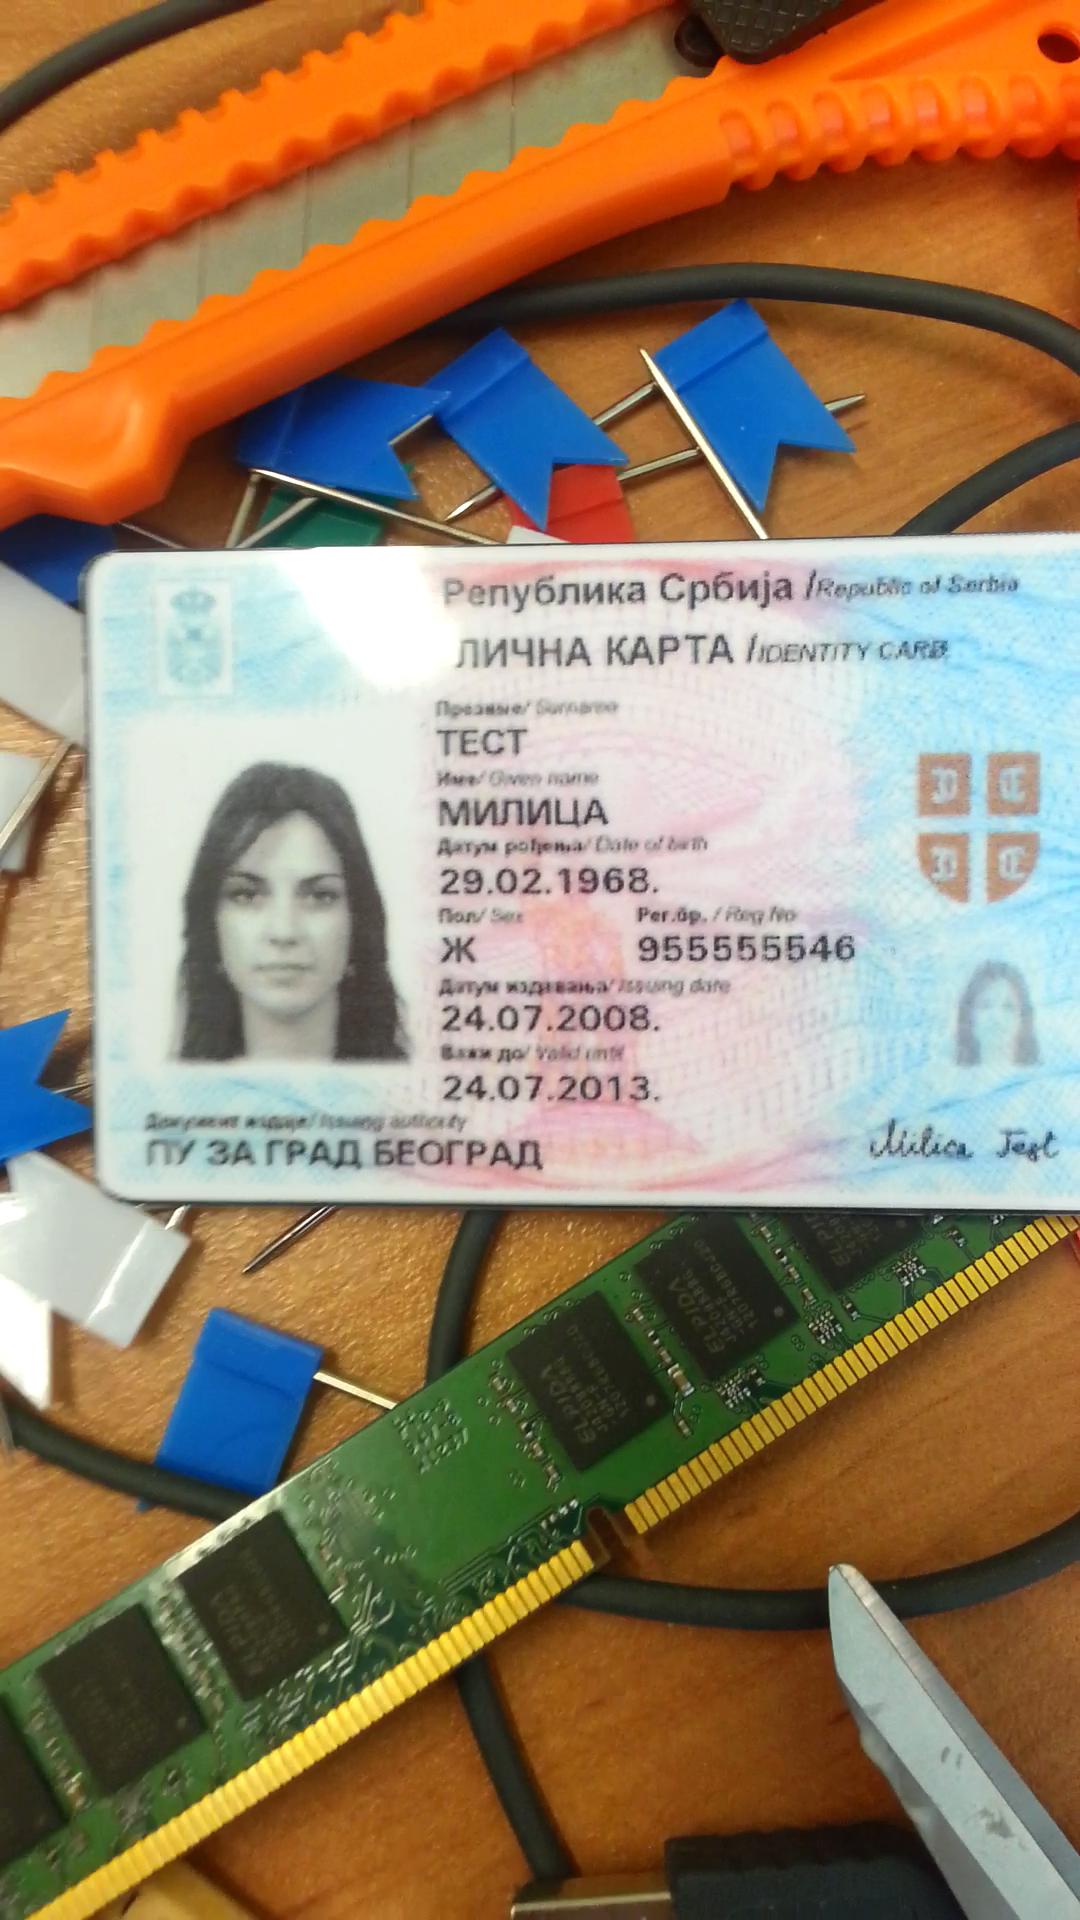 Република Србија /Republic of Serbia
ЛИЧНА КАРТА /IDENTITY CARD
Презиме/ Surname
ТЕСТ
Име/ Given name
МИЛИЦА
Датум рођења/ Date of birth
29.02.1968.
Пол/ Sex Рег.бр. / Reg No
Ж 955555546
Датум издавања/ Issuing date
24.07.2008.
Важи до/ Valid until
24.07.2013.
Документ издаје/ Issuing authority
ПУ ЗА ГРАД БЕОГРАД
Milica Test
ELPIDA
ELPIDA
ELPIDA